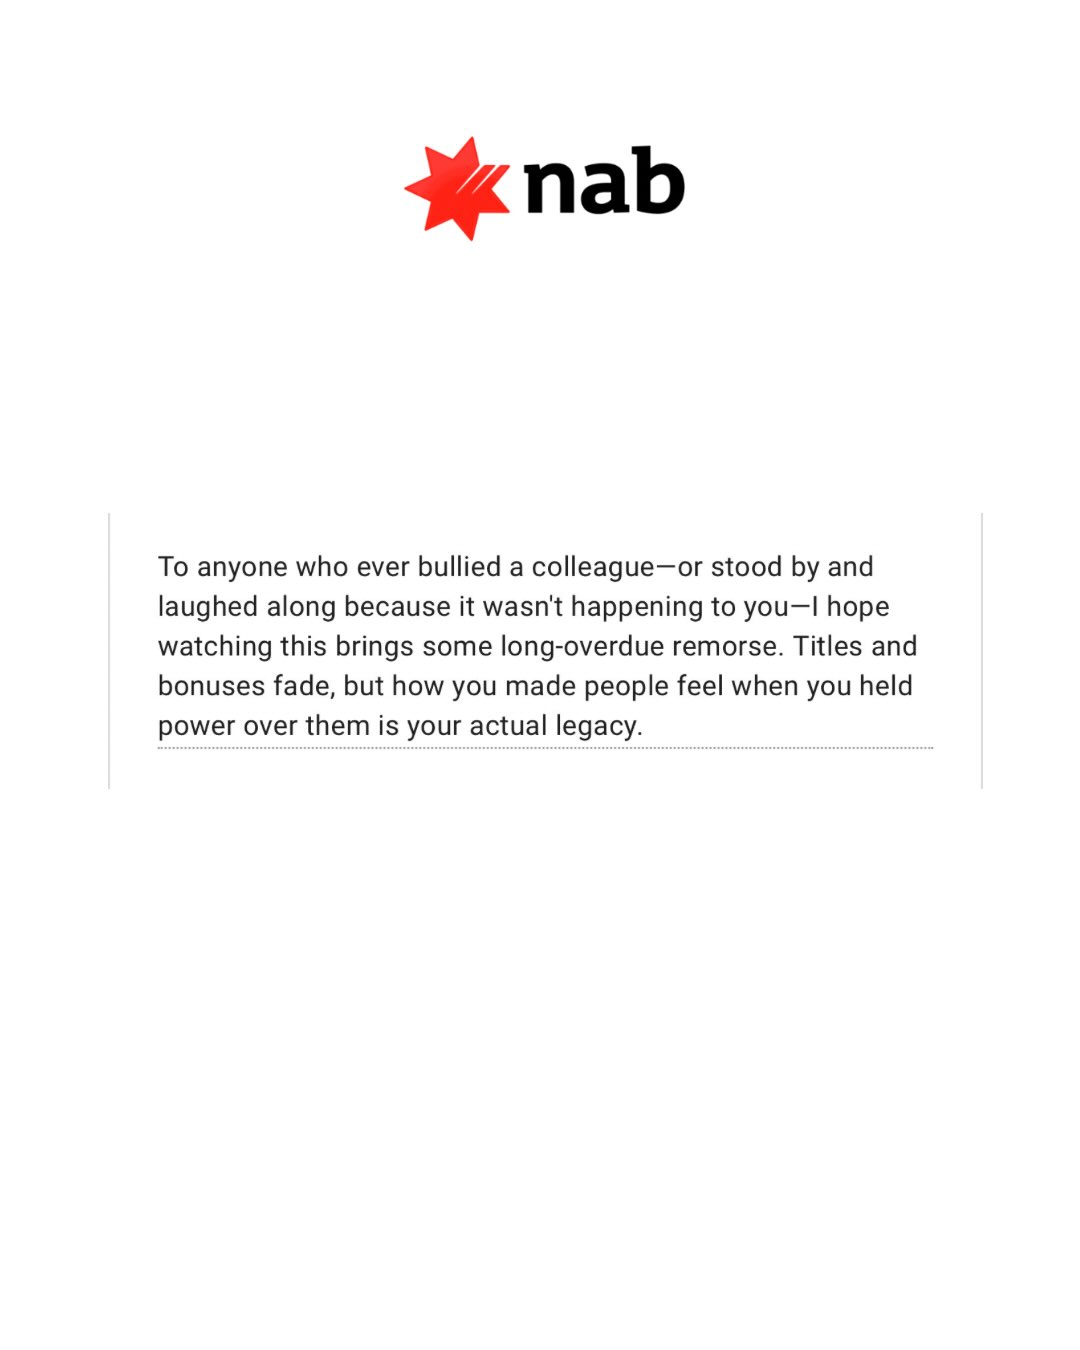 nab
To anyone who ever bullied a colleague—or stood by and
laughed along because it wasn't happening to you—I hope
watching this brings some long-overdue remorse. Titles and
bonuses fade, but how you made people feel when you held
power over them is your actual legacy.